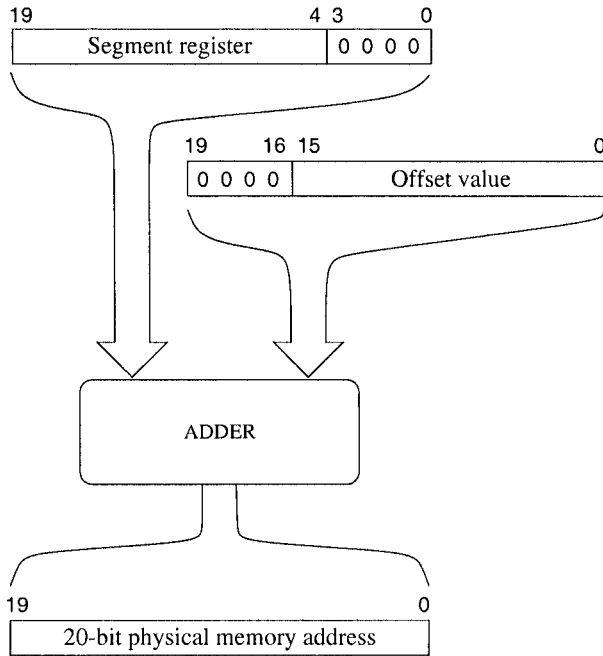 19 4 3 0
Segment register 0 0 0 0
19 16 15 0
0 0 0 0 Offset value
ADDER
19 0
20-bit physical memory address